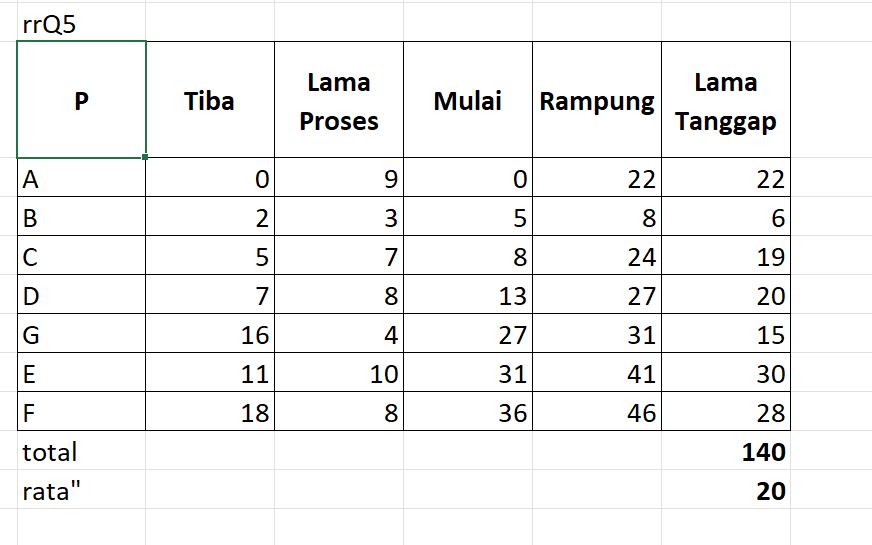 rrQ5
P Tiba Lama Proses Mulai Rampung Lama Tanggap
A 0 9 0 22 22
B 2 3 5 8 6
C 5 7 8 24 19
D 7 8 13 27 20
G 16 4 27 31 15
E 11 10 31 41 30
F 18 8 36 46 28
total 140
rata" 20